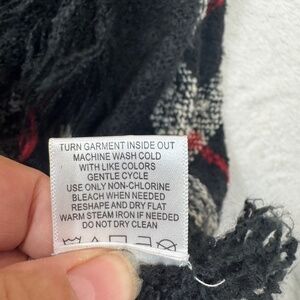 TURN GARMENT INSIDE OUT
MACHINE WASH COLD
WITH LIKE COLORS
GENTLE CYCLE
USE ONLY NON-CHLORINE
BLEACH WHEN NEEDED
RESHAPE AND DRY FLAT
WARM STEAM IRON IF NEEDED
DO NOT DRY CLEAN